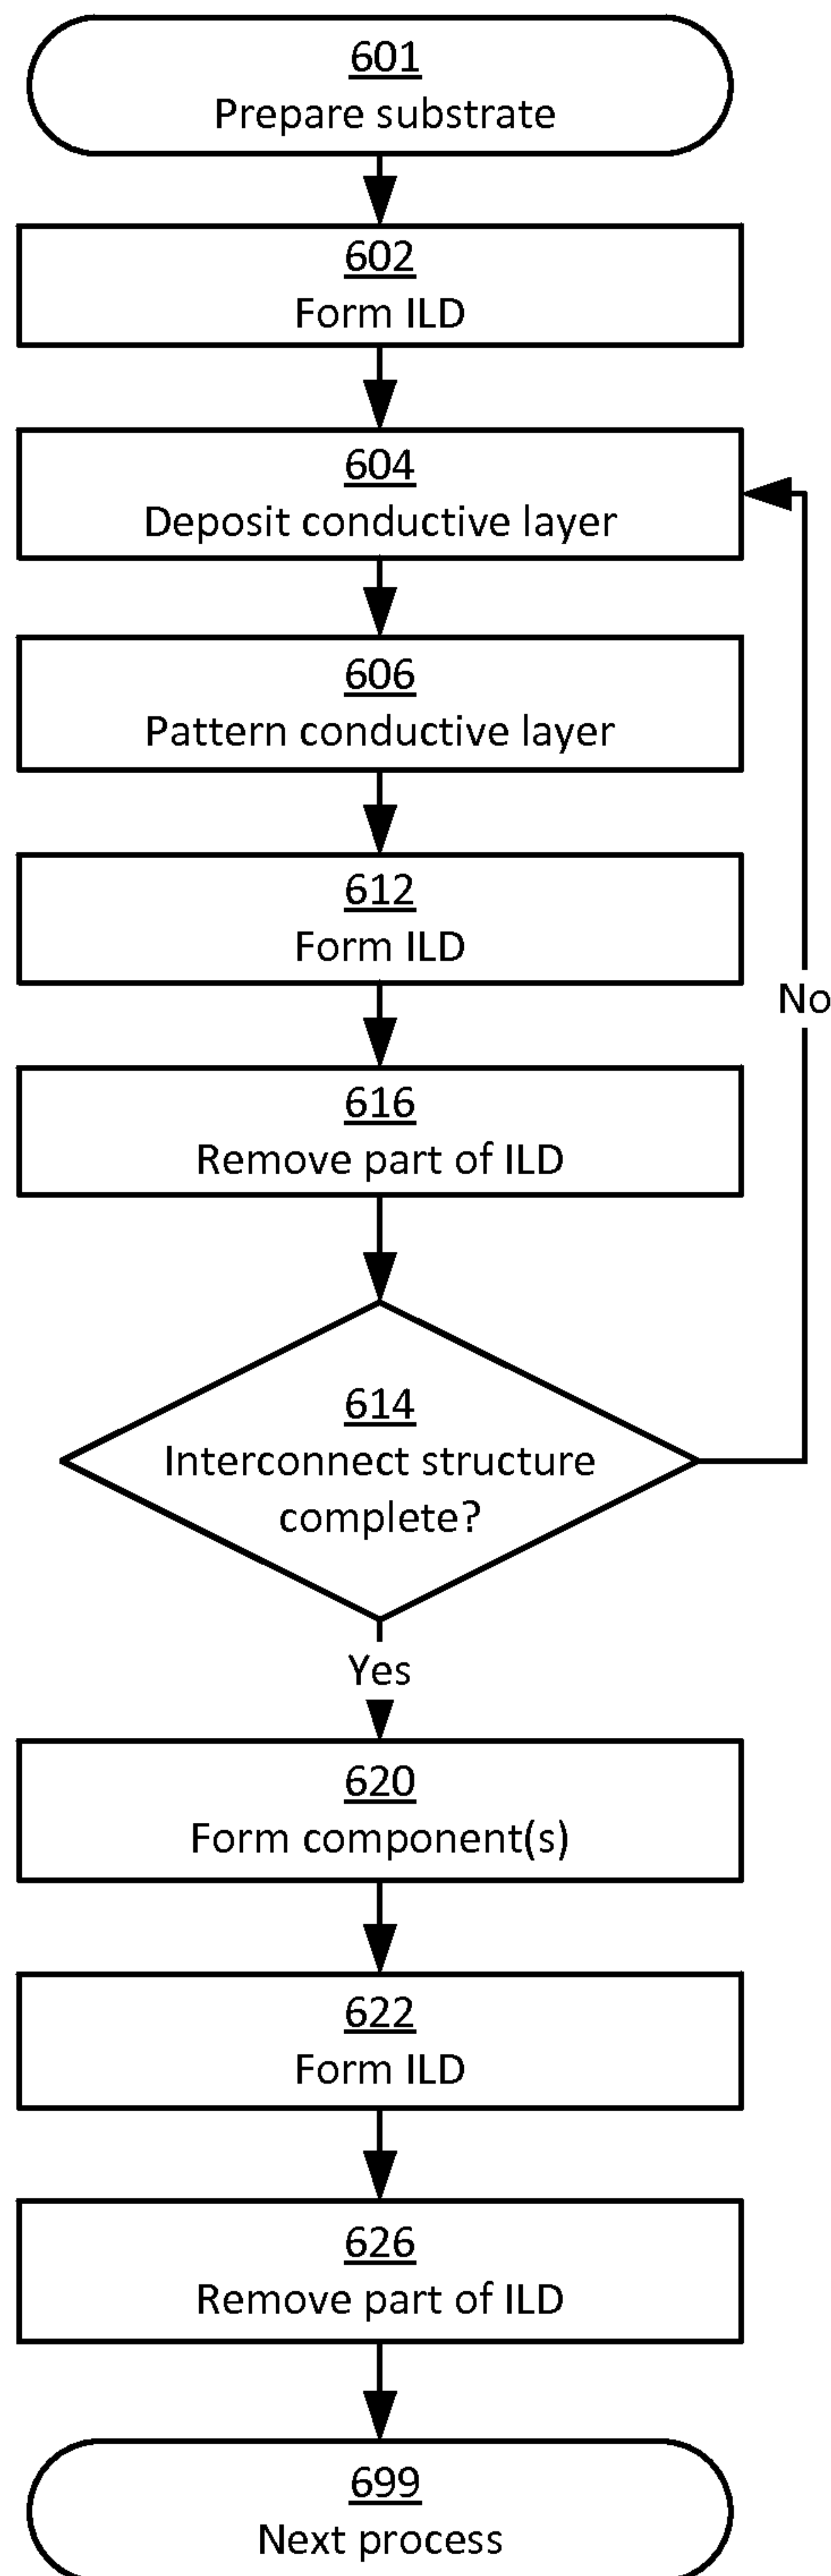 601
Prepare substrate
602
Form ILD
604
Deposit conductive layer
606
Pattern conductive layer
612
Form ILD
No
616
Remove part of ILD
614
Interconnect structure
complete?
Yes
620
Form component(s)
622
Form ILD
626
Remove part of ILD
699
Next process